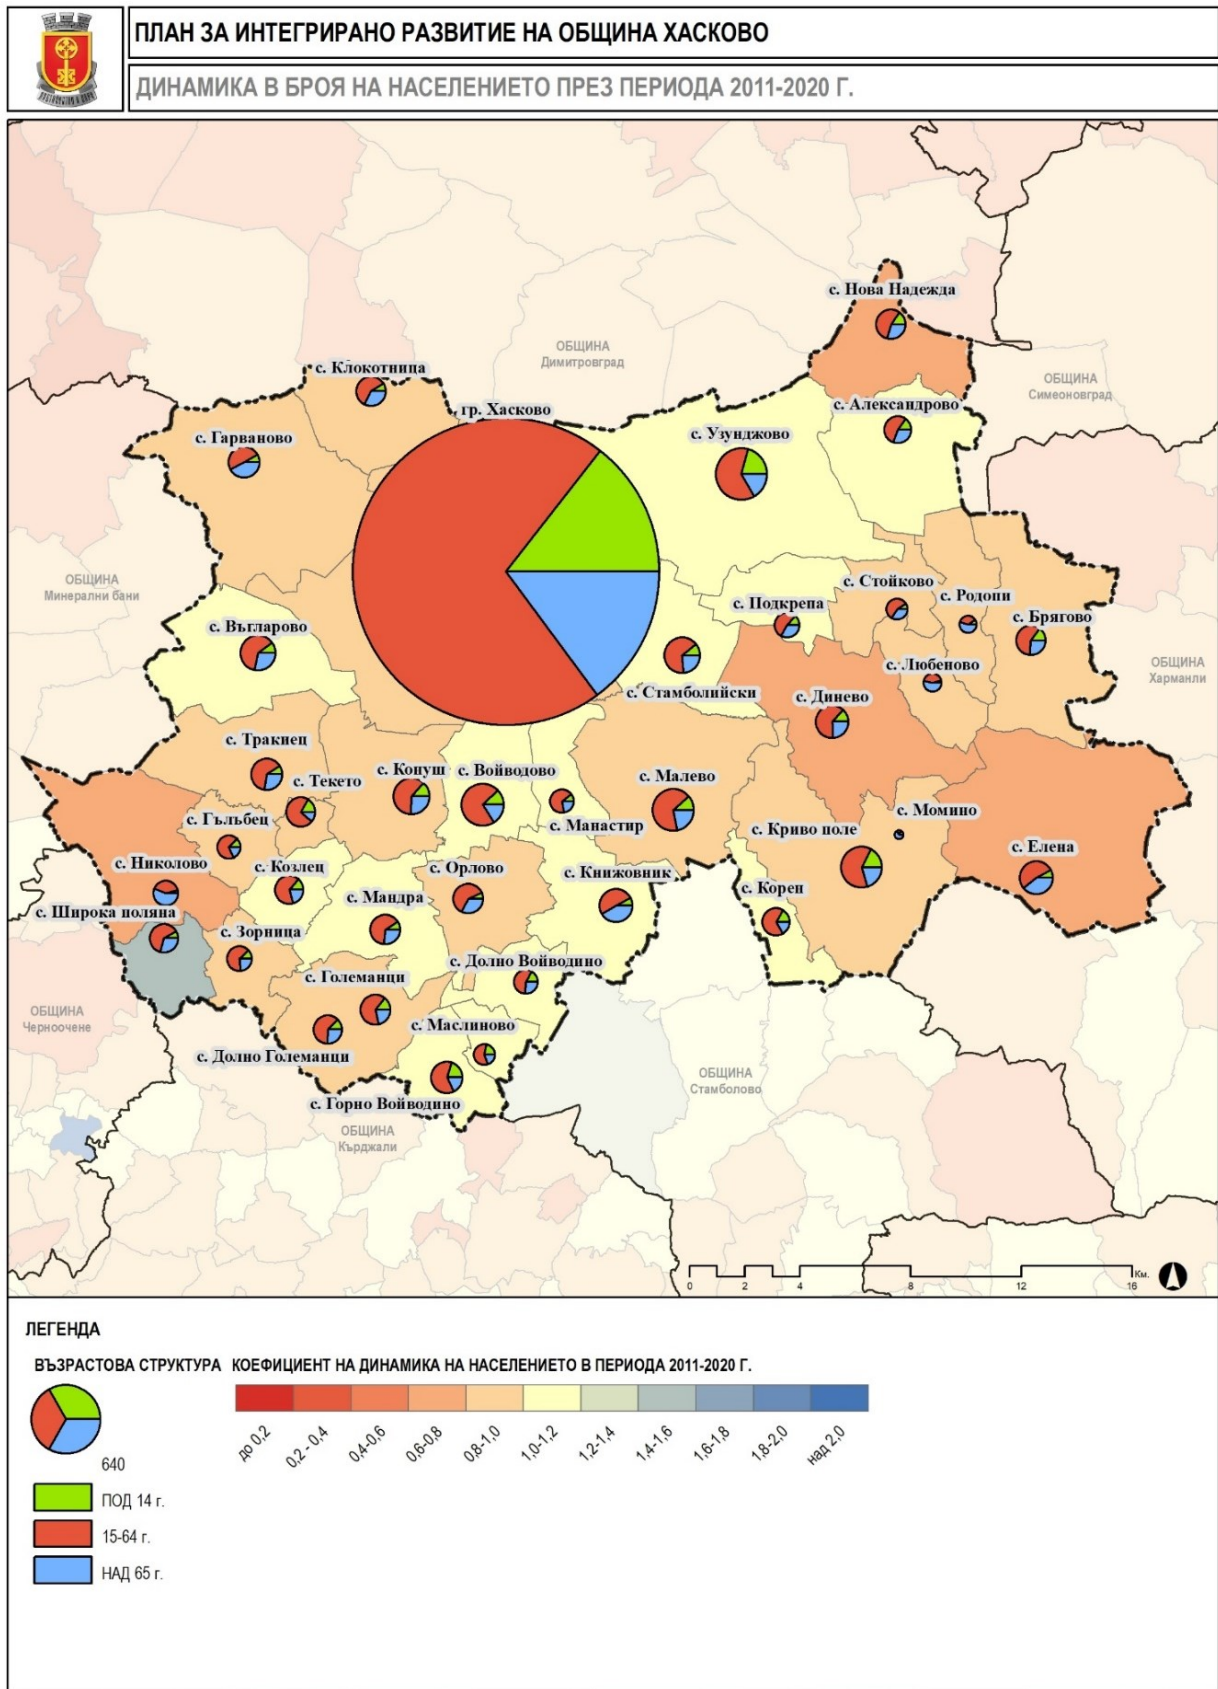 ПЛАН ЗА ИНТЕГРИРАНО РАЗВИТИЕ НА ОБЩИНА ХАСКОВО
ДИНАМИКА В БРОЯ НА НАСЕЛЕНИЕТО ПРЕЗ ПЕРИОДА 2011-2020 Г.
с. Нова Надежда
ОБЩИНА
Димитровград
с. Клокотница
ОБЩИНА
Симеоновград
гр. Хасково
с. Александрово
с. Гарваново
с. Узунджово
ОБЩИНА
Минерални бани
с. Стойково
с. Родопи
с. Подкрепа
с. Брягово
с. Въгларово
ОБЩИНА
Харманли
с. Любеново
с. Стамболийски
с. Динево
с. Тракиец
с. Текето
с. Конуш
с. Войводово
с. Малево
с. Момино
с. Гълъбец
с. Манастир
с. Криво поле
с. Елена
с. Николово
с. Козлец
с. Орлово
с. Книжовник
с. Корен
с. Широка поляна
с. Мандра
с. Зорница
с. Долно Войводино
с. Големанци
ОБЩИНА
Черноочене
с. Маслиново
с. Долно Големанци
ОБЩИНА
Стамболово
с. Горно Войводино
ОБЩИНА
Кърджали
Км.
0 2 4 8 12 16
ЛЕГЕНДА
ВЪЗРАСТОВА СТРУКТУРА КОЕФИЦИЕНТ НА ДИНАМИКА НА НАСЕЛЕНИЕТО В ПЕРИОДА 2011-2020 Г.
до 0,2
0,2 - 0,4
0,4-0,6
0,6-0,8
0,8-1,0
1,0-1,2
1,2-1,4
1,4-1,6
1,6-1,8
1,8-2,0
над 2,0
640
ПОД 14 г.
15-64 г.
НАД 65 г.